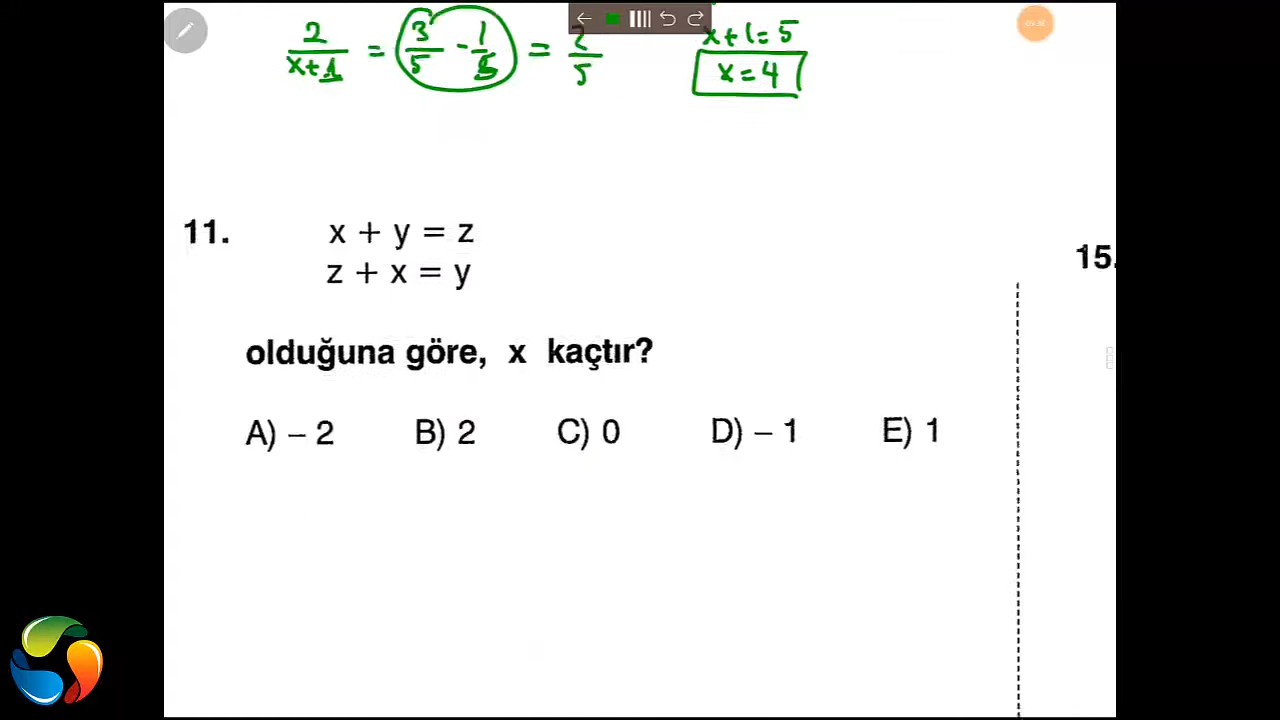 2/(x+1) = 3/5 - 1/5 = 2/5
x+1=5
x=4
11. x + y = z
z + x = y
olduğuna göre, x kaçtır?
A) – 2 B) 2 C) 0 D) – 1 E) 1
15.